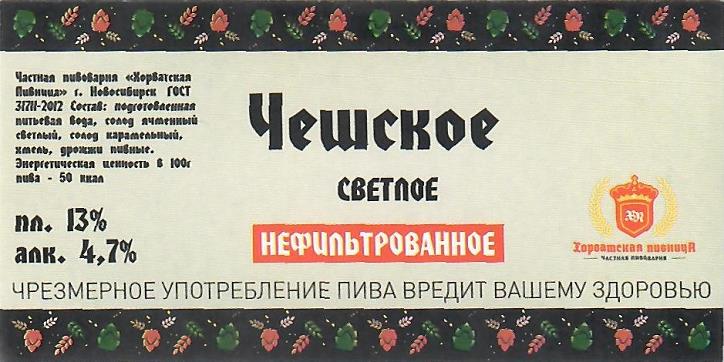 Частная пивоварня «Хорватская
Пивница» г. Новосибирск ГОСТ
31711-2012 Состав: подготовленная
питьевая вода, солод ячменный
светлый, солод карамельный,
хмель, дрожжи пивные.
Энергетическая ценность в 100г
пива - 50 ккал
пл. 13%
алк. 4,7%
Чешское
СВЕТЛОЕ
НЕФИЛЬТРОВАННОЕ
ХП
Хорватская пивница
ЧАСТНАЯ ПИВОВАРНЯ
ЧРЕЗМЕРНОЕ УПОТРЕБЛЕНИЕ ПИВА ВРЕДИТ ВАШЕМУ ЗДОРОВЬЮ